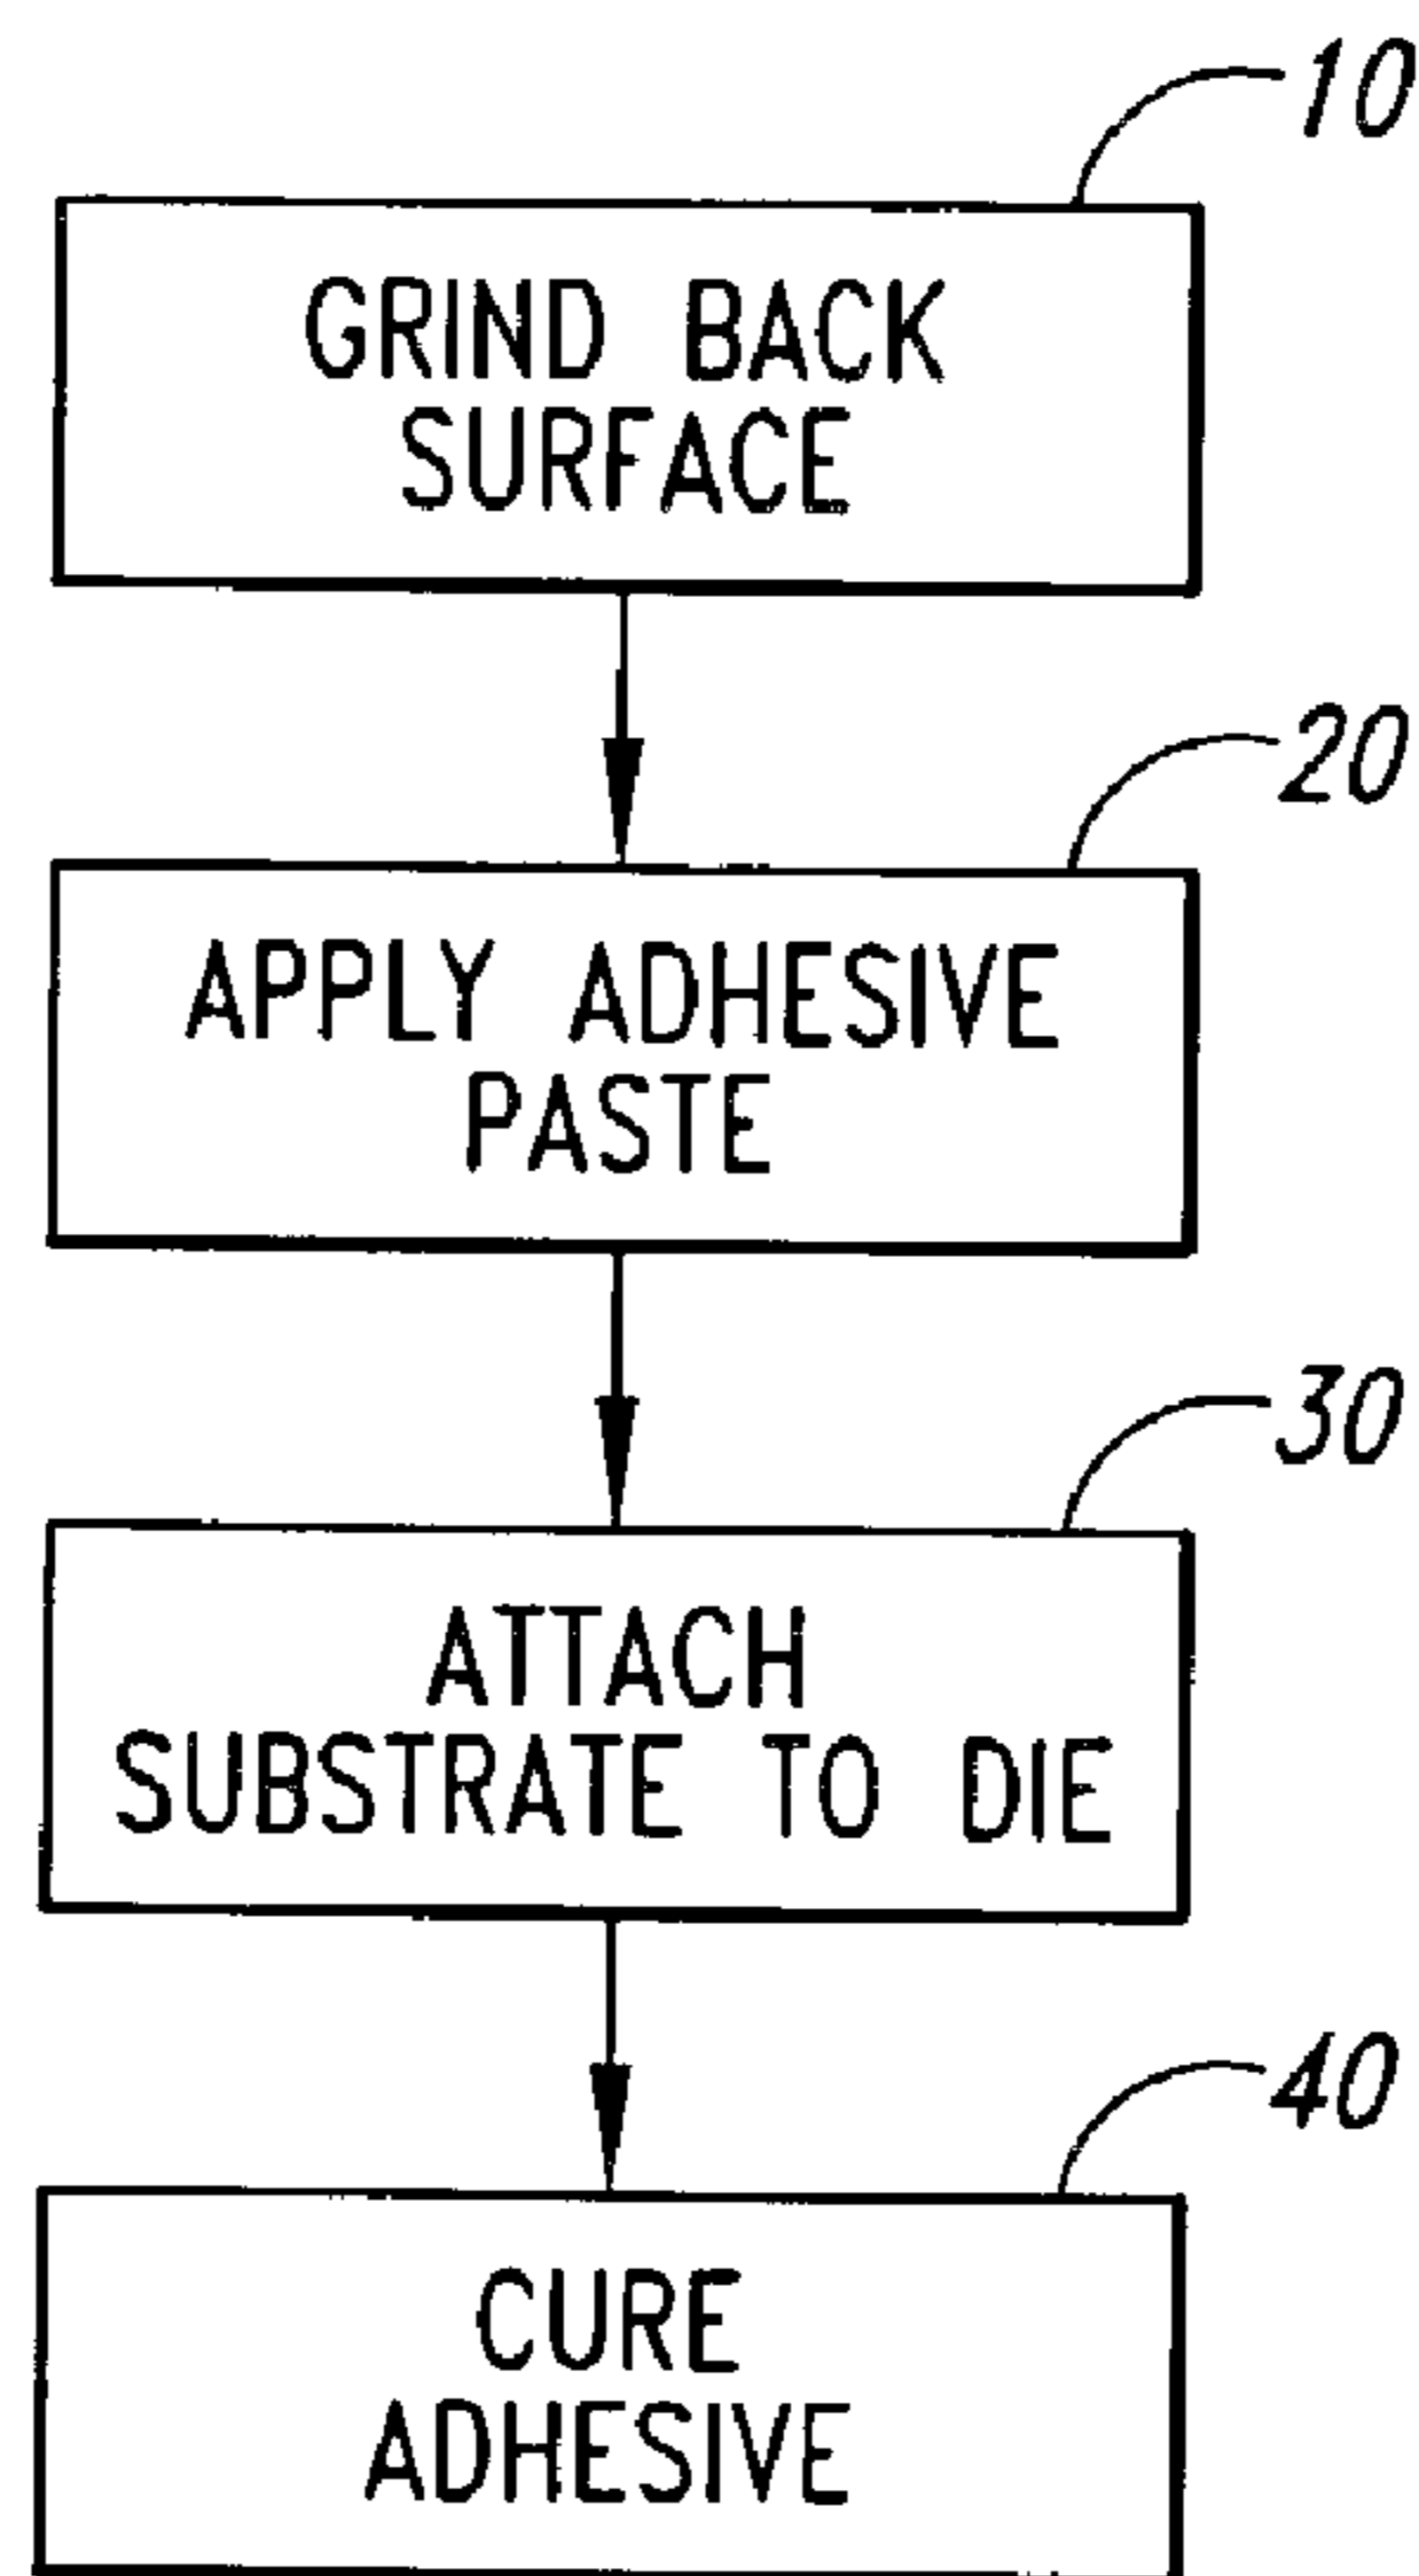 10
GRIND BACK
SURFACE
20
APPLY ADHESIVE
PASTE
30
ATTACH
SUBSTRATE TO DIE
40
CURE
ADHESIVE